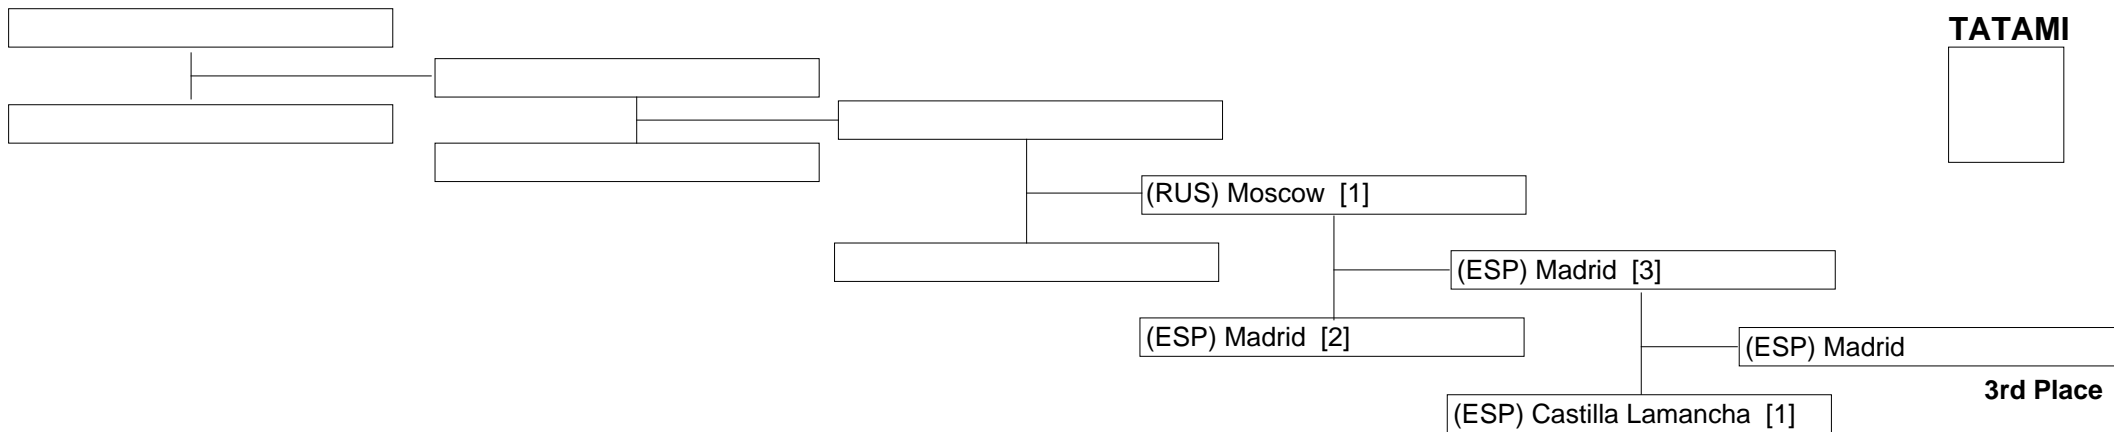 TATAMI
(RUS) Moscow [1]
(ESP) Madrid [3]
(ESP) Madrid [2]
(ESP) Madrid
3rd Place
(ESP) Castilla Lamancha [1]